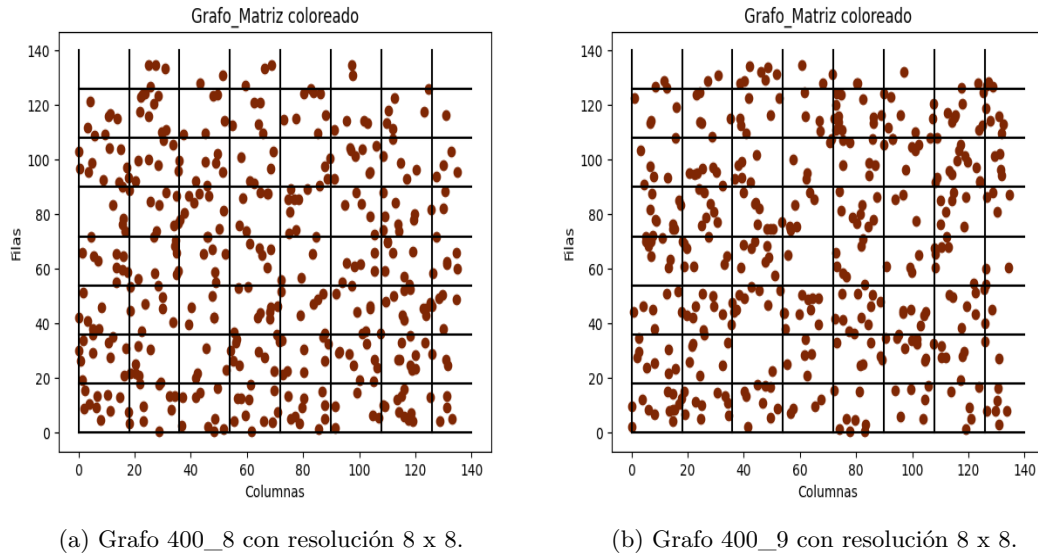 Grafo_Matriz coloreado
140
120
100
80
60
40
20
0
Filas
0 20 40 60 80 100 120 140
Columnas
(a) Grafo 400_8 con resolución 8 x 8.
Grafo_Matriz coloreado
140
120
100
80
60
40
20
0
Filas
0 20 40 60 80 100 120 140
Columnas
(b) Grafo 400_9 con resolución 8 x 8.